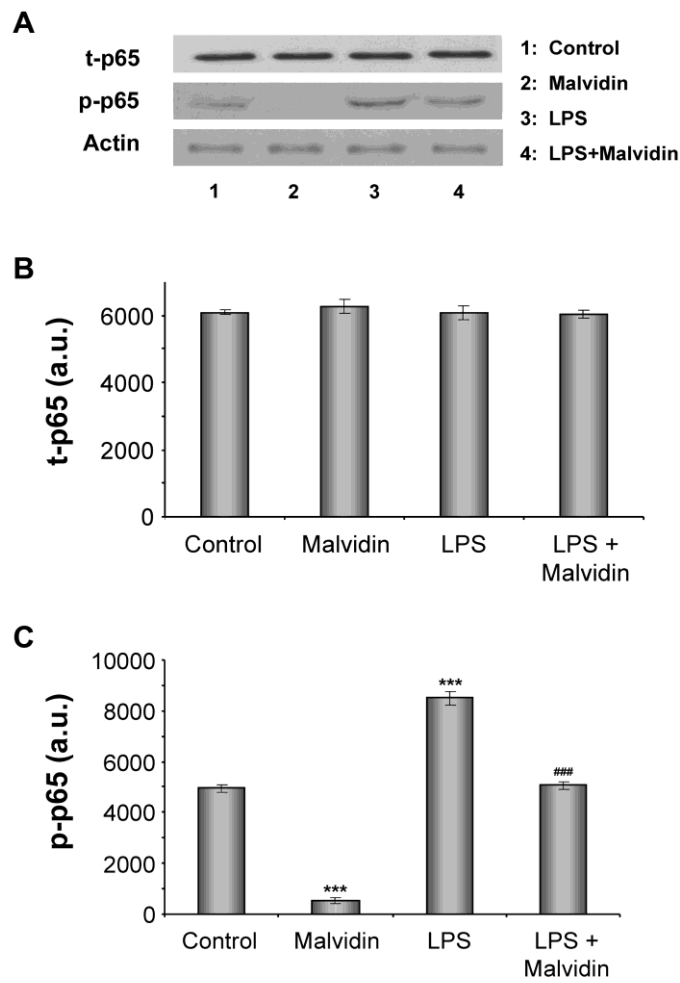 A
t-p65
p-p65
Actin
1: Control
2: Malvidin
3: LPS
4: LPS+Malvidin
1 2 3 4
B
t-p65 (a.u.)
6000
4000
2000
0
Control Malvidin LPS LPS +
Malvidin
C
p-p65 (a.u.)
10000
8000
6000
4000
2000
0
***
***
###
Control Malvidin LPS LPS +
Malvidin